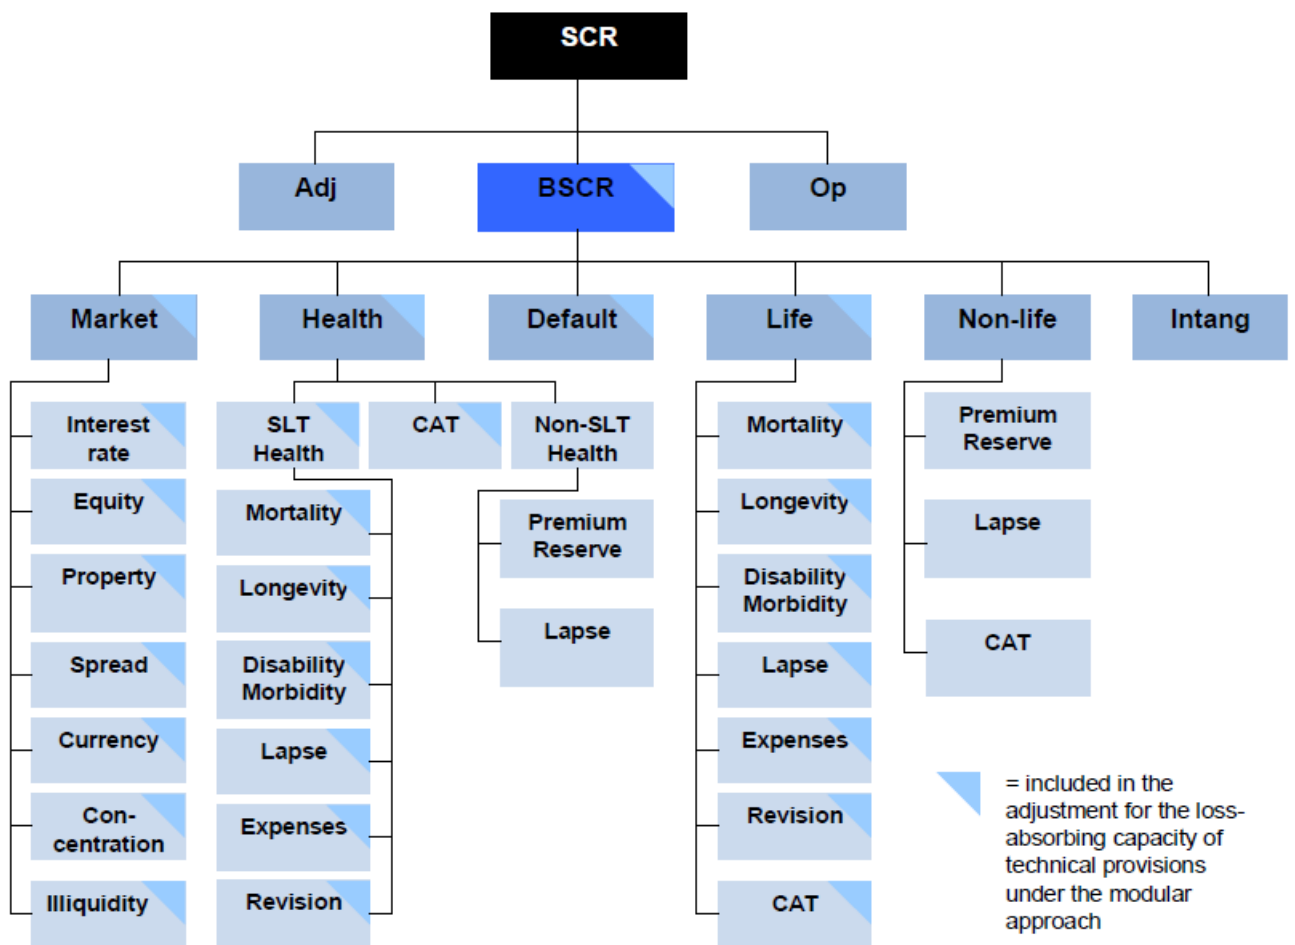 SCR
Adj
BSCR
Op
Market
Health
Default
Life
Non-life
Intang
Interest
rate
Equity
Property
Spread
Currency
Con-
centration
Illiquidity
SLT
Health
Mortality
Longevity
Disability
Morbidity
Lapse
Expenses
Revision
CAT
Non-SLT
Health
Premium
Reserve
Lapse
Mortality
Longevity
Disability
Morbidity
Lapse
Expenses
Revision
CAT
Premium
Reserve
Lapse
CAT
= included in the
adjustment for the loss-
absorbing capacity of
technical provisions
under the modular
approach